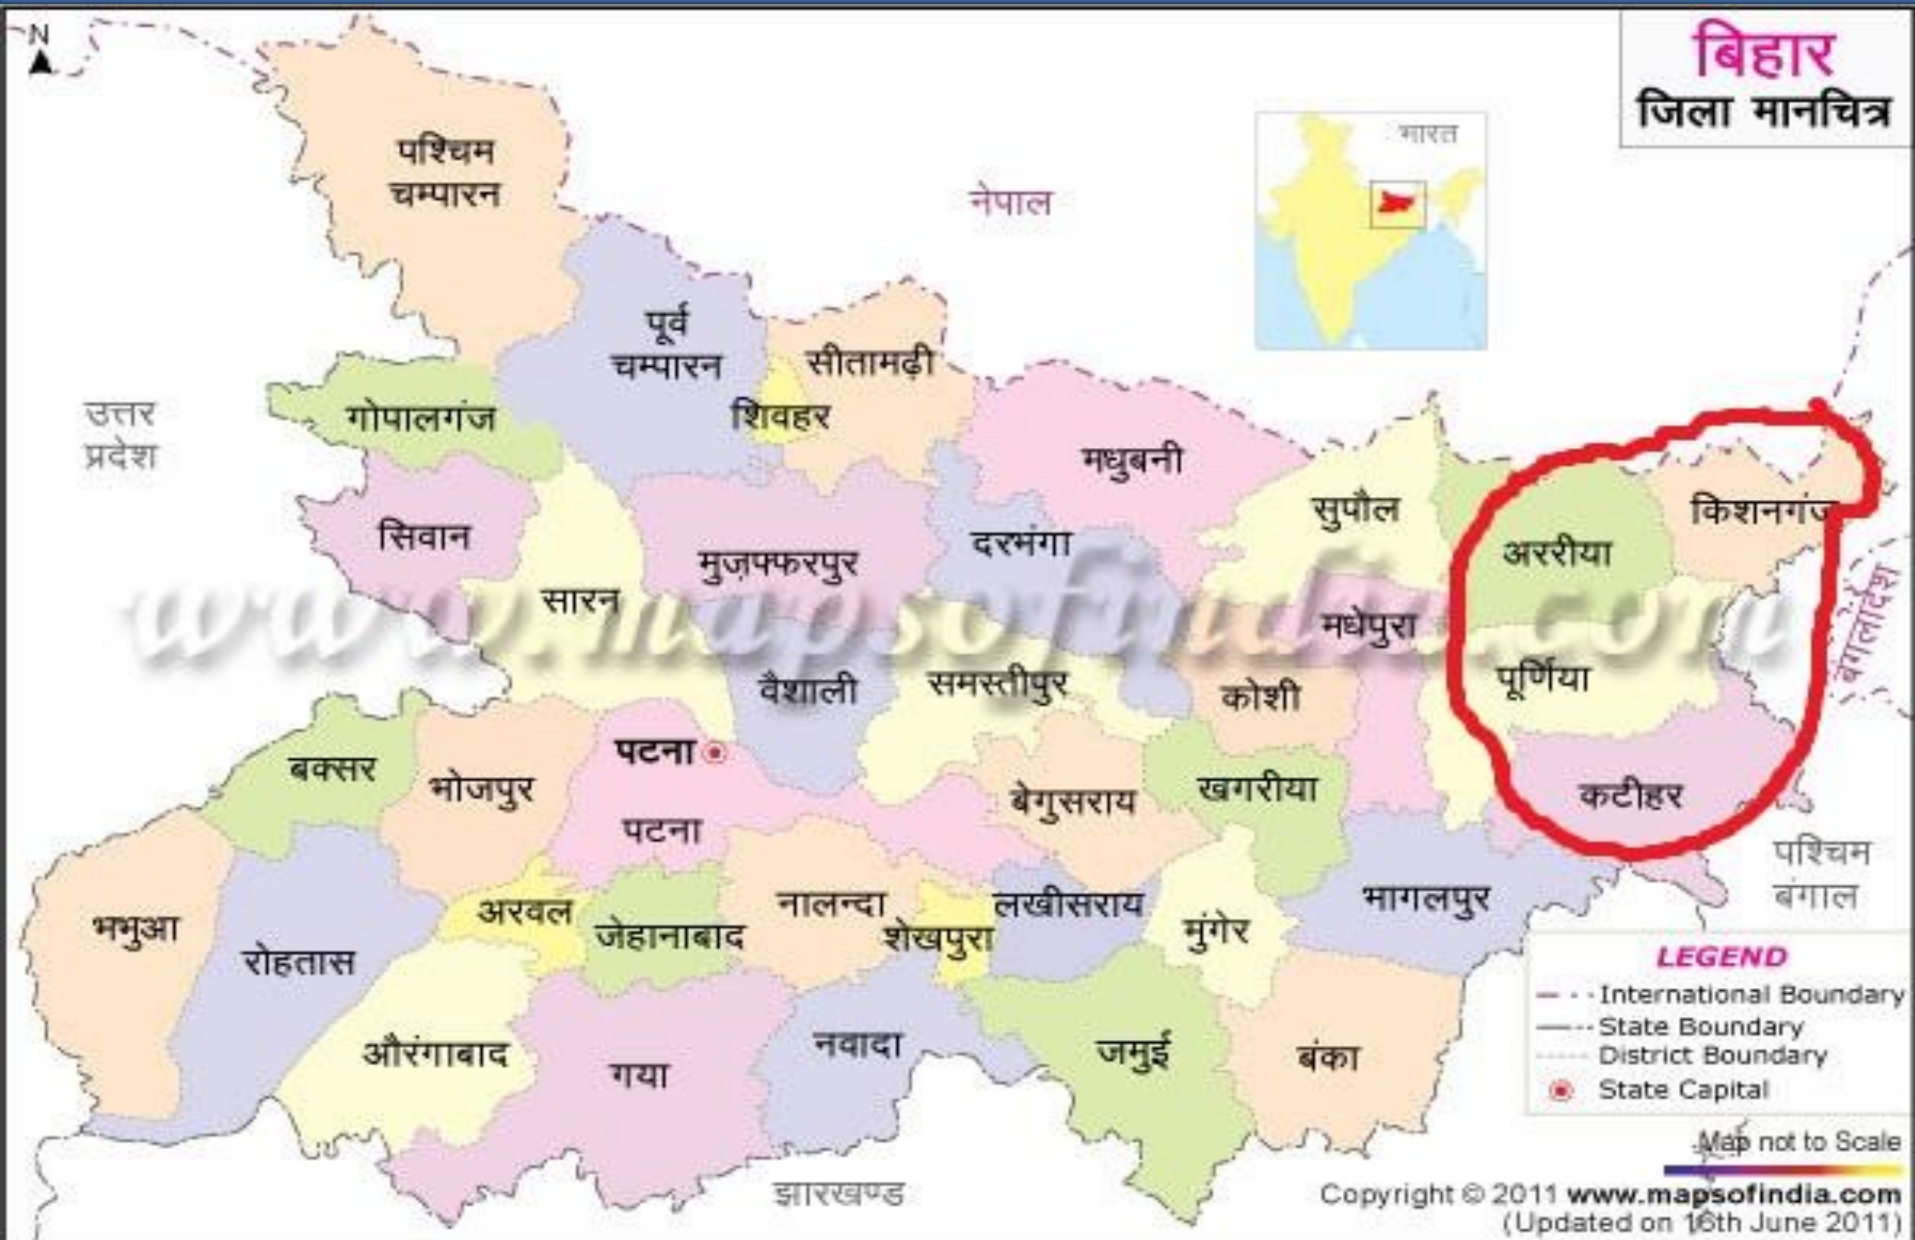 N
बिहार
जिला मानचित्र
भारत
पश्चिम
चम्पारन
नेपाल
पूर्व
चम्पारन
सीतामढ़ी
शिवहर
उत्तर
प्रदेश
गोपालगंज
मधुबनी
सिवान
सुपौल
किशनगंज
अररीया
दरभंगा
मुज़फ्फरपुर
सारन
www.mapsofindia.com
मधेपुरा
बंगलादेश
वैशाली
समस्तीपुर
कोशी
पूर्णिया
पटना
बक्सर
भोजपुर
पटना
बेगुसराय
खगरीया
कटीहर
पश्चिम
बंगाल
भभुआ
रोहतास
अरवल
जेहानाबाद
नालन्दा
शेखपुरा
लखीसराय
मुंगेर
भागलपुर
औरंगाबाद
गया
नवादा
जमुई
बंका
झारखण्ड
LEGEND
International Boundary
State Boundary
District Boundary
State Capital
Map not to Scale
Copyright © 2011 www.mapsofindia.com
(Updated on 16th June 2011)